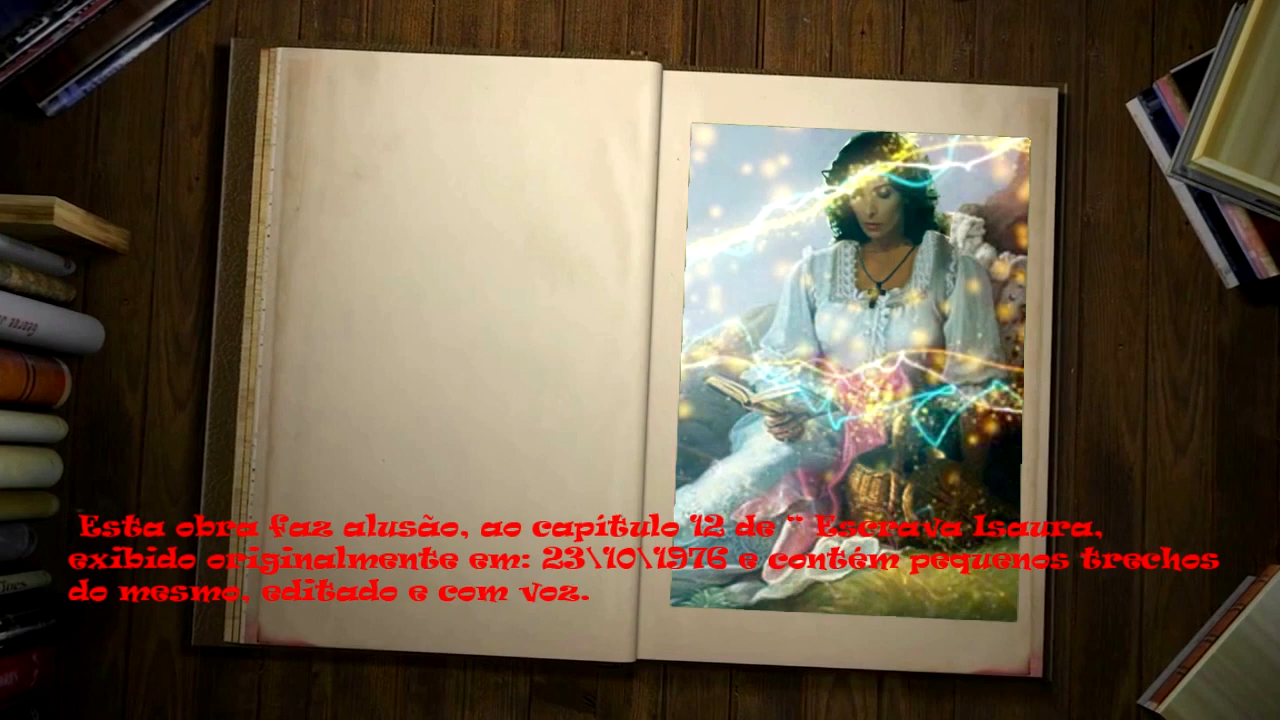 Esta obra faz alusão, ao capítulo 12 de ¨ Escrava Isaura,
exibido originalmente em: 23\10\1976 e contém pequenos trechos
do mesmo, editado e com voz.